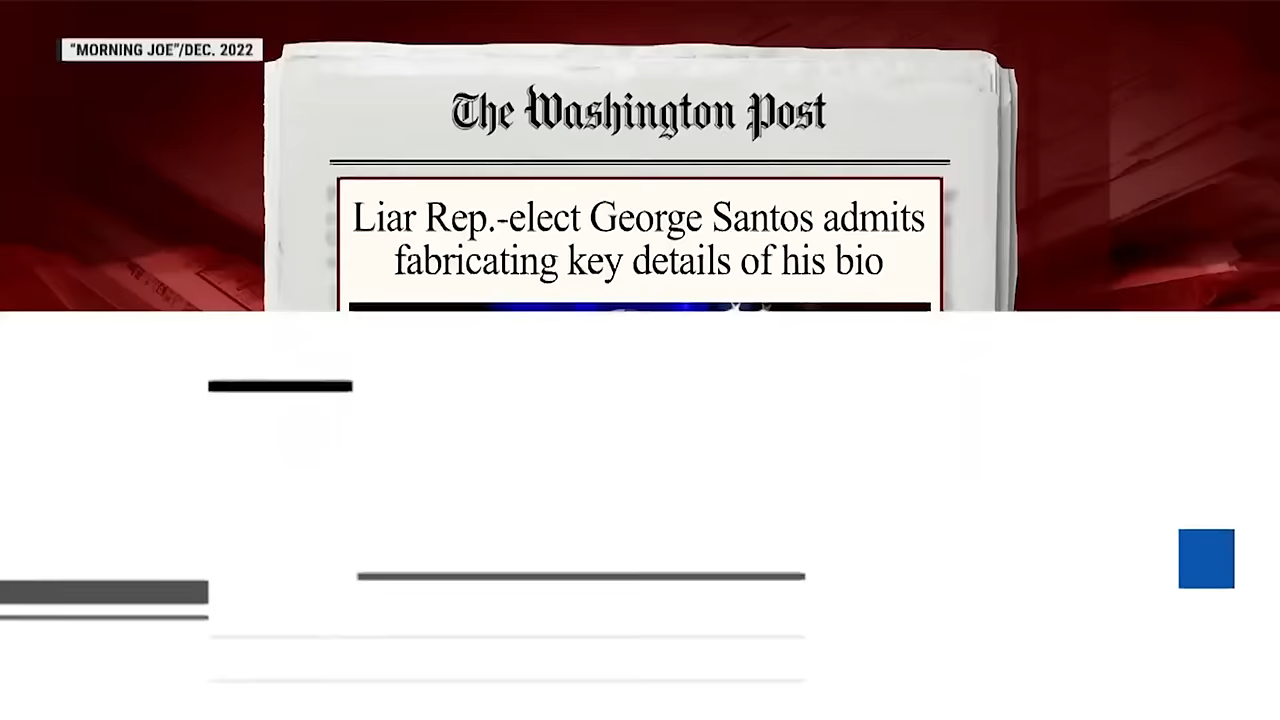 "MORNING JOE"/DEC. 2022
The Washington Post
Liar Rep.-elect George Santos admits
fabricating key details of his bio